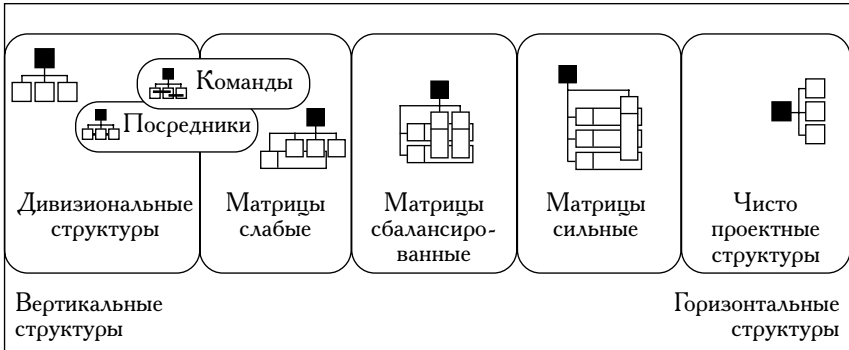 Команды
Посредники
Дивизиональные
структуры
Матрицы
слабые
Матрицы
сбалансиро-
ванные
Матрицы
сильные
Чисто
проектные
структуры
Вертикальные
структуры
Горизонтальные
структуры